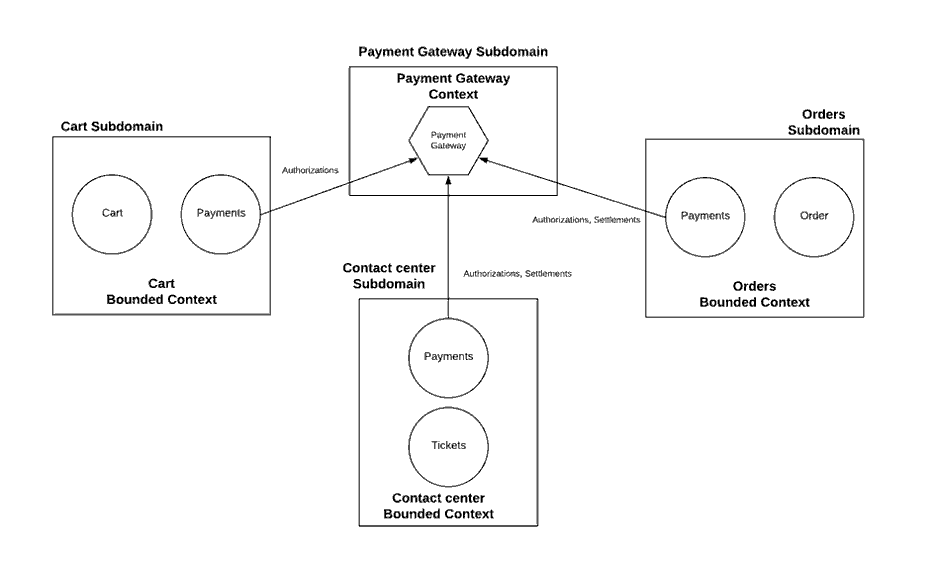 Payment Gateway Subdomain
Payment Gateway
Context
Payment
Gateway
Cart Subdomain
Cart
Payments
Cart
Bounded Context
Authorizations
Orders
Subdomain
Payments
Order
Orders
Bounded Context
Authorizations, Settlements
Contact center
Subdomain
Authorizations, Settlements
Payments
Tickets
Contact center
Bounded Context